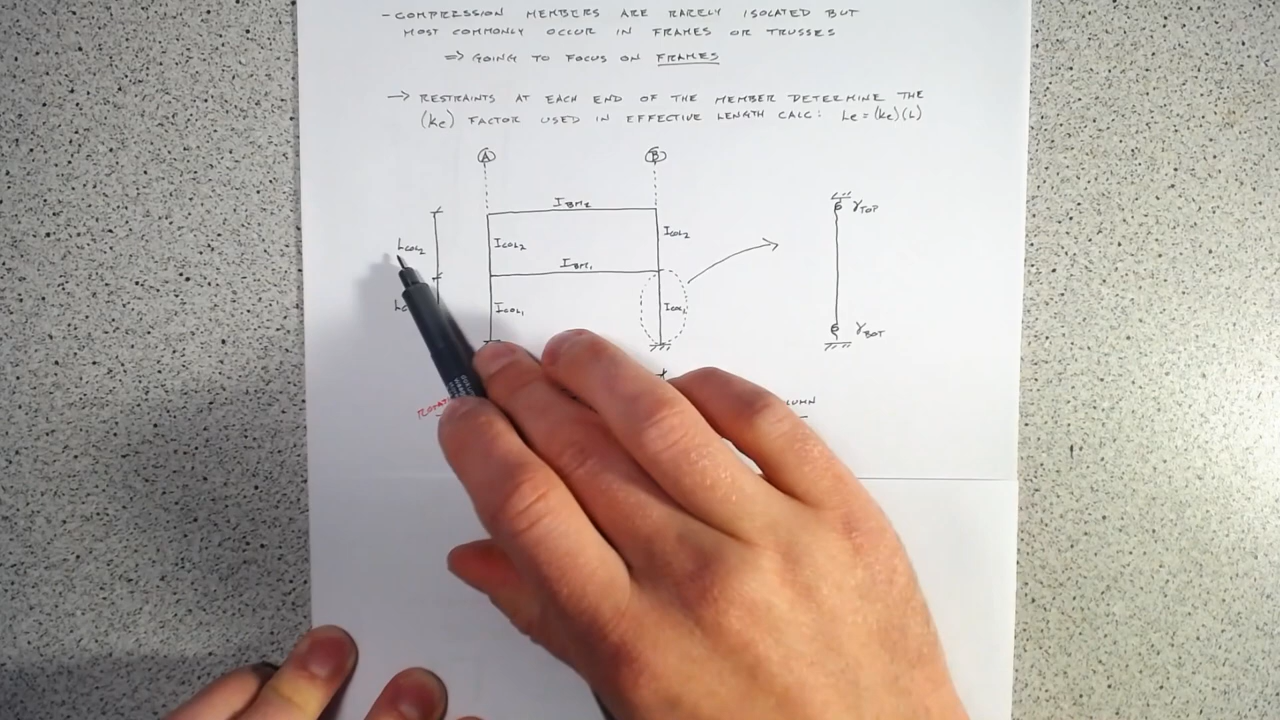 - COMPRESSION MEMBERS ARE RARELY ISOLATED BUT
MOST COMMONLY OCCUR IN FRAMES OR TRUSSES
=> GOING TO FOCUS ON FRAMES
-> RESTRAINTS AT EACH END OF THE MEMBER DETERMINE THE
(ke) FACTOR USED IN EFFECTIVE LENGTH CALC: Le = (ke)(L)
A B
IBM2
γTOP
LCOL2 ICOL2 ICOL2
IBM1
ICOL1
γBOT